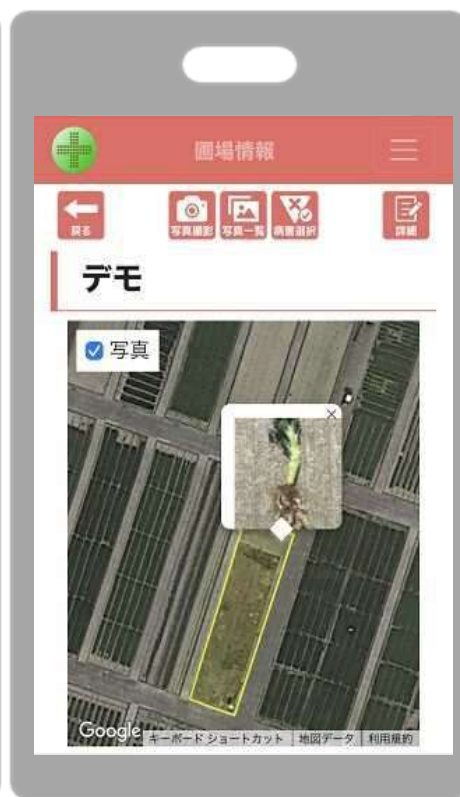 圃場情報
戻る
写真撮影
写真一覧
病害選択
詳細
デモ
写真
Google
キーボード ショートカット
地図データ
利用規約